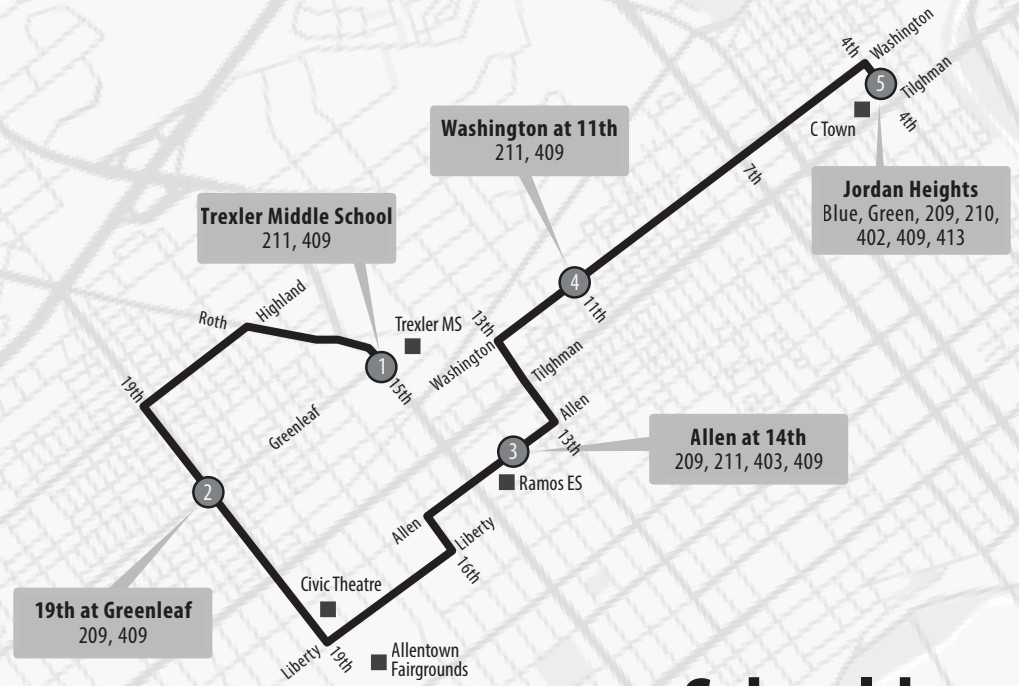 4th
Washington
5
Tilghman
4th
C Town
Washington at 11th
211, 409
7th
Jordan Heights
Blue, Green, 209, 210,
402, 409, 413
Trexler Middle School
211, 409
4
11th
Highland
Roth
Trexler MS
13th
Washington
1
15th
Tilghman
19th
Greenleaf
Allen
13th
3
Allen at 14th
209, 211, 403, 409
Ramos ES
2
Allen
Liberty
16th
Civic Theatre
19th at Greenleaf
209, 409
Liberty
19th
Allentown
Fairgrounds